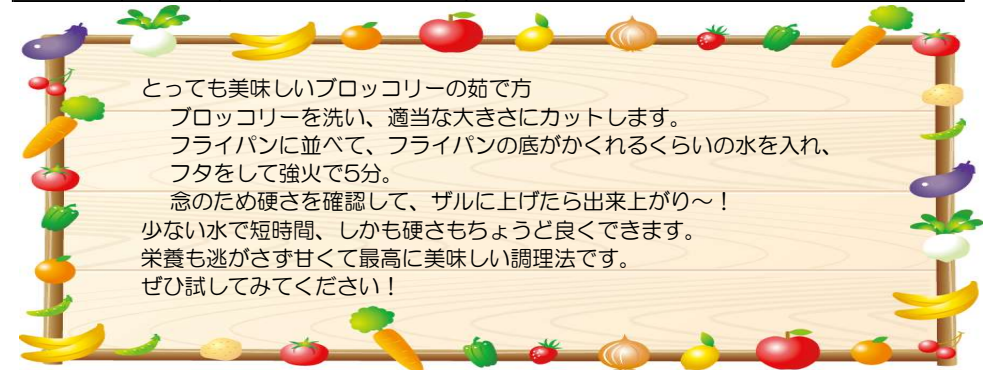 とっても美味しいブロッコリーの茹で方
ブロッコリーを洗い、適当な大きさにカットします。
フライパンに並べて、フライパンの底がかくれるくらいの水を入れ、
フタをして強火で5分。
念のため硬さを確認して、ザルに上げたら出来上がり～！
少ない水で短時間、しかも硬さもちょうど良くできます。
栄養も逃がさず甘くて最高に美味しい調理法です。
ぜひ試してみてください！